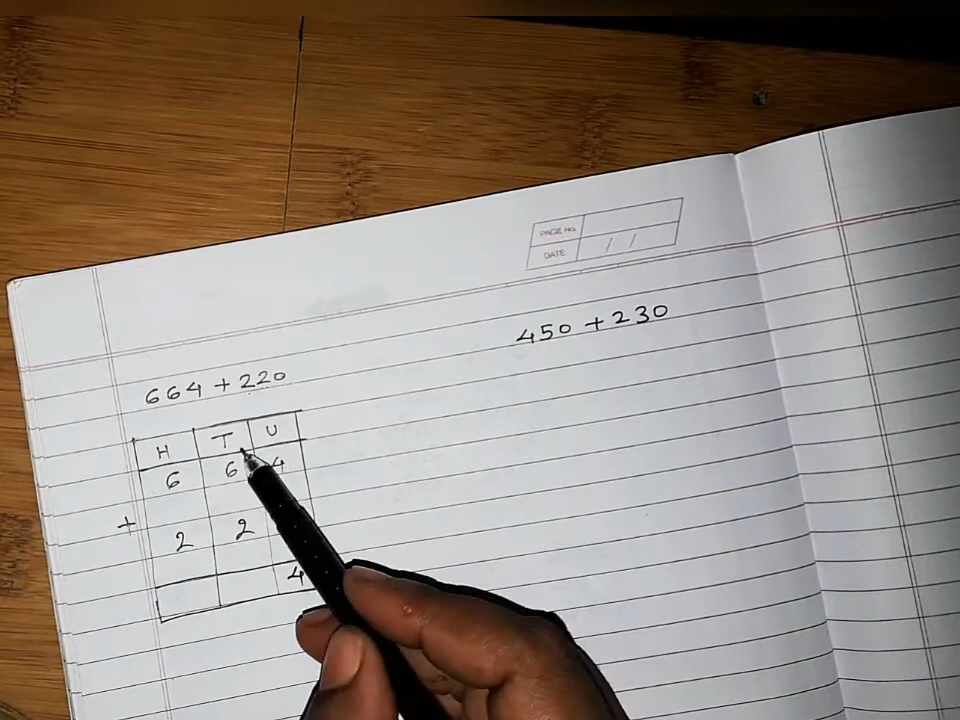 PAGE NO.
DATE / /
450 + 230
664 + 220
H T U
6 6 4
+
2 2
4